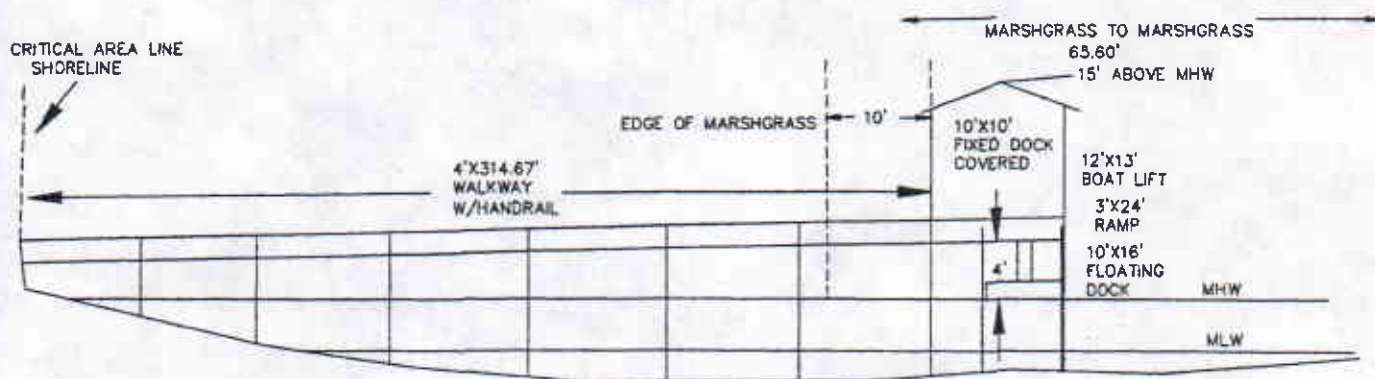 MARSHGRASS TO MARSHGRASS
63.60'
15' ABOVE MHW
CRITICAL AREA LINE
SHORELINE
EDGE OF MARSHGRASS
10'
10'X10'
FIXED DOCK
COVERED
4'X314.67'
WALKWAY
W/HANDRAIL
12'X13'
BOAT LIFT
3'X24'
RAMP
10'X16'
FLOATING
DOCK
4'
MHW
MLW